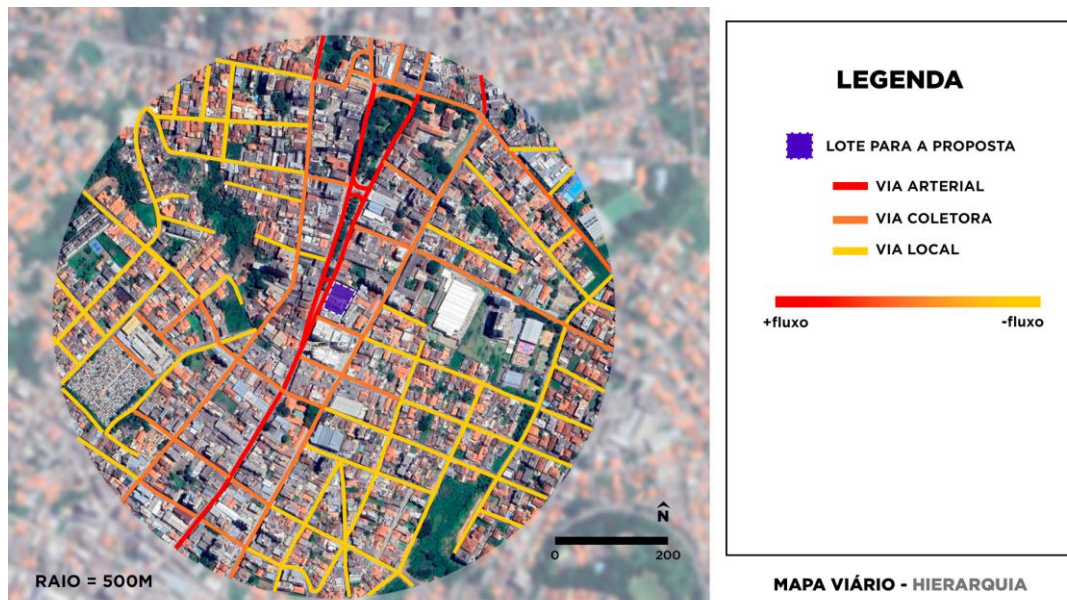 LEGENDA
LOTE PARA A PROPOSTA
VIA ARTERIAL
VIA COLETORA
VIA LOCAL
+fluxo -fluxo
N
0 200
RAIO = 500M
MAPA VIÁRIO - HIERARQUIA